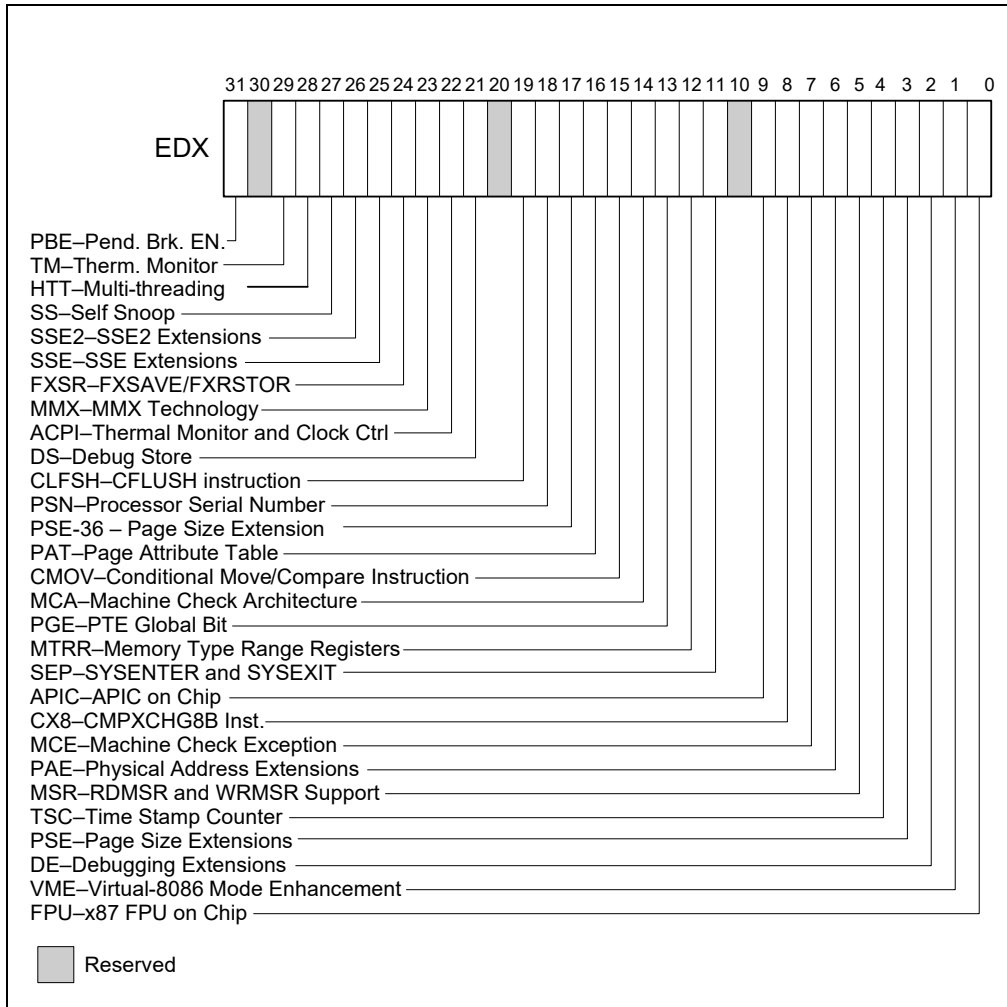 31 30 29 28 27 26 25 24 23 22 21 20 19 18 17 16 15 14 13 12 11 10 9 8 7 6 5 4 3 2 1 0
EDX
PBE–Pend. Brk. EN.
TM–Therm. Monitor
HTT–Multi-threading
SS–Self Snoop
SSE2–SSE2 Extensions
SSE–SSE Extensions
FXSR–FXSAVE/FXRSTOR
MMX–MMX Technology
ACPI–Thermal Monitor and Clock Ctrl
DS–Debug Store
CLFSH–CFLUSH instruction
PSN–Processor Serial Number
PSE-36 – Page Size Extension
PAT–Page Attribute Table
CMOV–Conditional Move/Compare Instruction
MCA–Machine Check Architecture
PGE–PTE Global Bit
MTRR–Memory Type Range Registers
SEP–SYSENTER and SYSEXIT
APIC–APIC on Chip
CX8–CMPXCHG8B Inst.
MCE–Machine Check Exception
PAE–Physical Address Extensions
MSR–RDMSR and WRMSR Support
TSC–Time Stamp Counter
PSE–Page Size Extensions
DE–Debugging Extensions
VME–Virtual-8086 Mode Enhancement
FPU–x87 FPU on Chip
Reserved